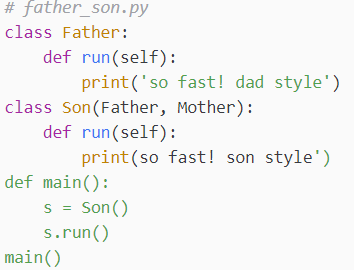 # father_son.py
class Father:
    def run(self):
        print('so fast! dad style')
class Son(Father, Mother):
    def run(self):
        print(so fast! son style')
def main():
    s = Son()
    s.run()
main()